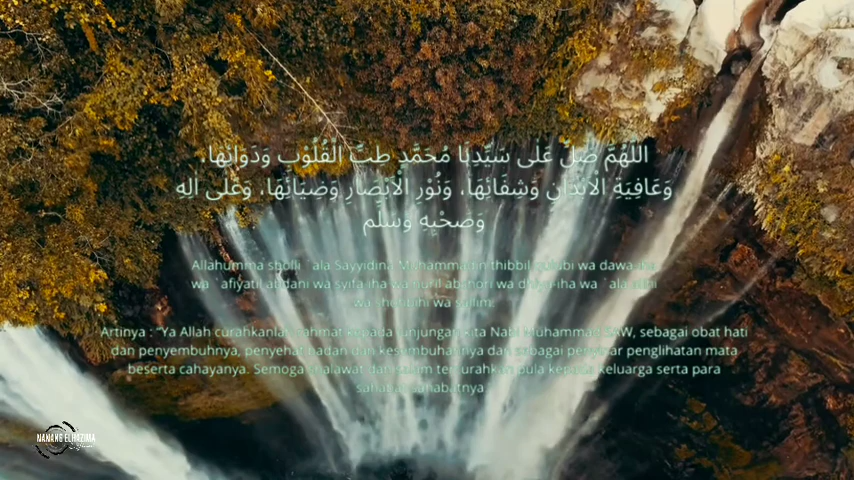 اللّٰهُمَّ صَلِّ عَلَى سَيِّدِنَا مُحَمَّدٍ طِبِّ الْقُلُوْبِ وَدَوَائِهَا،
وَعَافِيَةِ الْاَبْدَانِ وَشِفَائِهَا، وَنُوْرِ الْاَبْصَارِ وَضِيَائِهَا، وَعَلَى اٰلِهِ
وَصَحْبِهِ وَسَلِّم
Allahumma sholli `ala Sayyidina Muhammadin thibbil qulubi wa dawa-iha
wa `afiyatil abdani wa syifa-iha wa nuril abshori wa dhiya-iha wa `ala alihi
wa shohbihi wa sallim.
Artinya : “Ya Allah curahkanlah rahmat kepada junjungan kita Nabi Muhammad SAW, sebagai obat hati
dan penyembuhnya, penyehat badan dan kesembuhannya dan sebagai penyinar penglihatan mata
beserta cahayanya. Semoga shalawat dan salam tercurahkan pula kepada keluarga serta para
sahabat-sahabatnya.
NANANG ELHAZIMA